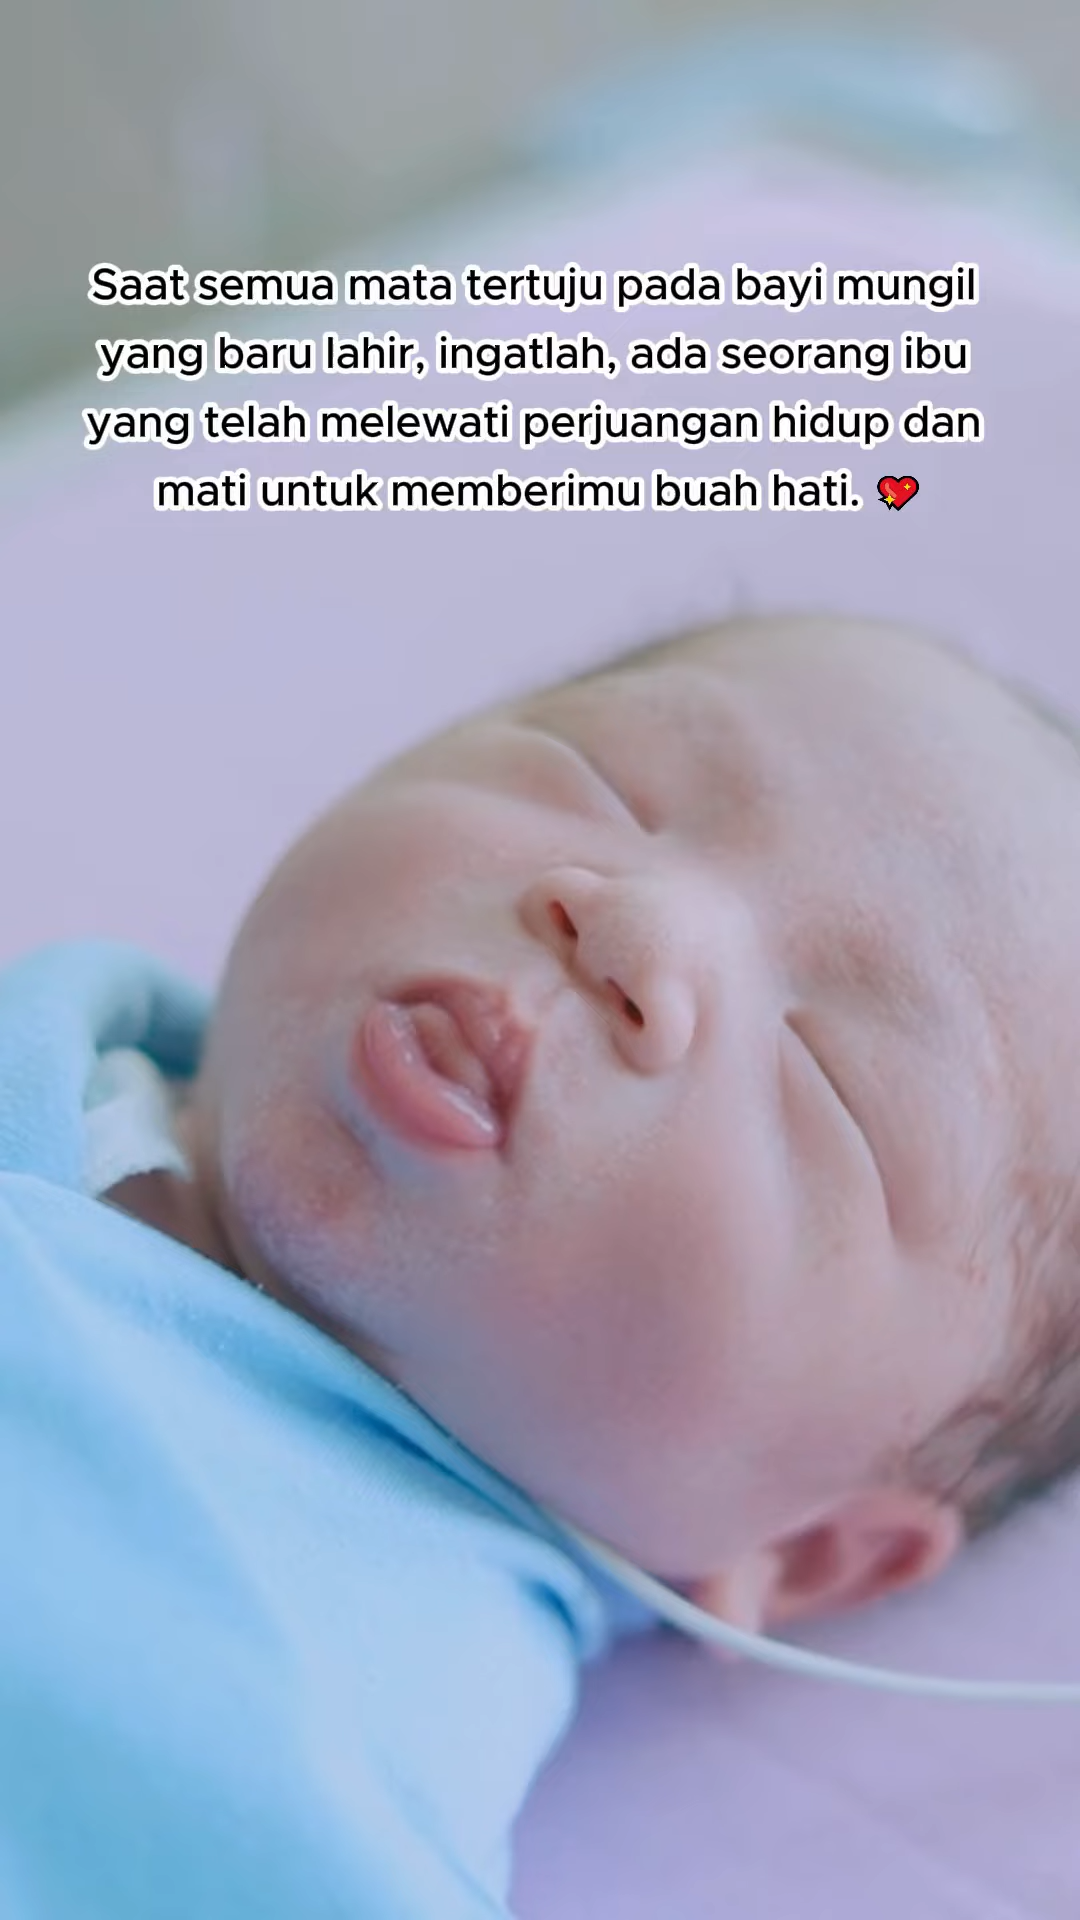 Saat semua mata tertuju pada bayi mungil
yang baru lahir, ingatlah, ada seorang ibu
yang telah melewati perjuangan hidup dan
mati untuk memberimu buah hati. 💖